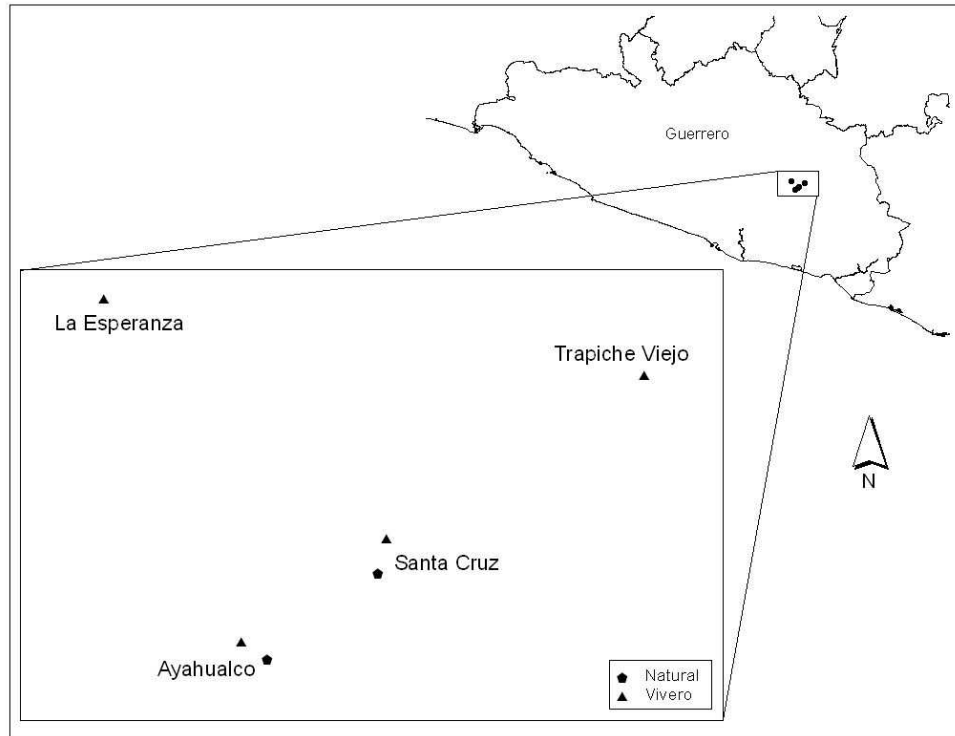 Guerrero
La Esperanza
Trapiche Viejo
N
Santa Cruz
Ayahualco
Natural
Vivero